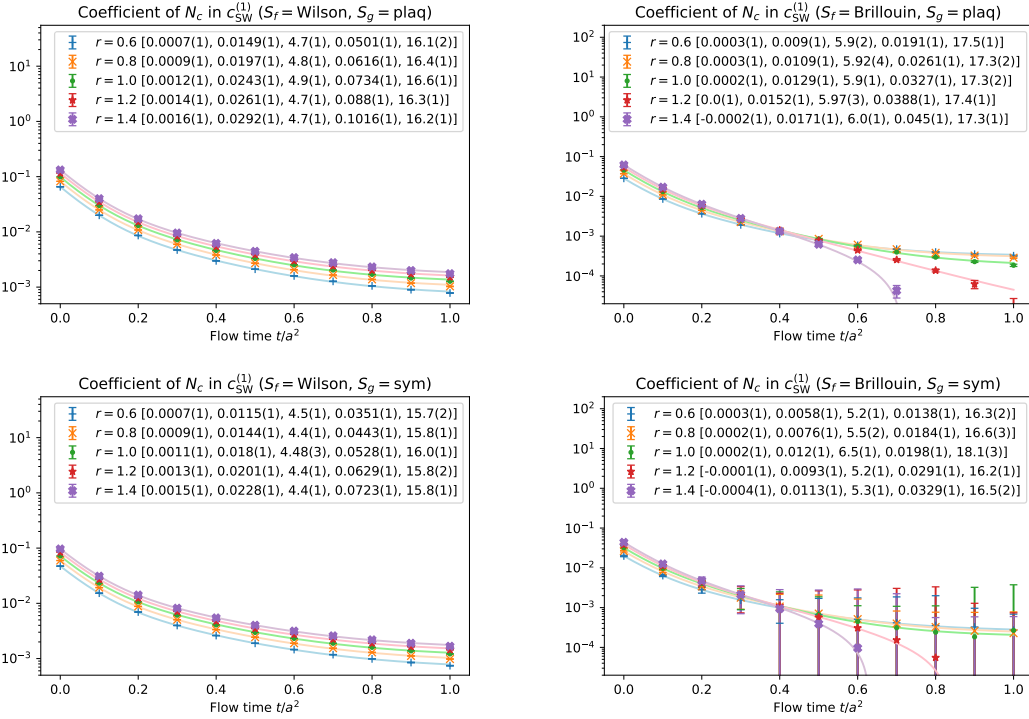 Coefficient of N_c in c_SW^(1) (S_f = Wilson, S_g = plaq)
r = 0.6 [0.0007(1), 0.0149(1), 4.7(1), 0.0501(1), 16.1(2)]
r = 0.8 [0.0009(1), 0.0197(1), 4.8(1), 0.0616(1), 16.4(1)]
r = 1.0 [0.0012(1), 0.0243(1), 4.9(1), 0.0734(1), 16.6(1)]
r = 1.2 [0.0014(1), 0.0261(1), 4.7(1), 0.088(1), 16.3(1)]
r = 1.4 [0.0016(1), 0.0292(1), 4.7(1), 0.1016(1), 16.2(1)]
10^1
10^0
10^-1
10^-2
10^-3
0.0 0.2 0.4 0.6 0.8 1.0
Flow time t/a^2
Coefficient of N_c in c_SW^(1) (S_f = Brillouin, S_g = plaq)
r = 0.6 [0.0003(1), 0.009(1), 5.9(2), 0.0191(1), 17.5(1)]
r = 0.8 [0.0003(1), 0.0109(1), 5.92(4), 0.0261(1), 17.3(2)]
r = 1.0 [0.0002(1), 0.0129(1), 5.9(1), 0.0327(1), 17.3(2)]
r = 1.2 [0.0(1), 0.0152(1), 5.97(3), 0.0388(1), 17.4(1)]
r = 1.4 [-0.0002(1), 0.0171(1), 6.0(1), 0.045(1), 17.3(1)]
10^2
10^1
10^0
10^-1
10^-2
10^-3
10^-4
0.0 0.2 0.4 0.6 0.8 1.0
Flow time t/a^2
Coefficient of N_c in c_SW^(1) (S_f = Wilson, S_g = sym)
r = 0.6 [0.0007(1), 0.0115(1), 4.5(1), 0.0351(1), 15.7(2)]
r = 0.8 [0.0009(1), 0.0144(1), 4.4(1), 0.0443(1), 15.8(1)]
r = 1.0 [0.0011(1), 0.018(1), 4.48(3), 0.0528(1), 16.0(1)]
r = 1.2 [0.0013(1), 0.0201(1), 4.4(1), 0.0629(1), 15.8(2)]
r = 1.4 [0.0015(1), 0.0228(1), 4.4(1), 0.0723(1), 15.8(1)]
10^1
10^0
10^-1
10^-2
10^-3
0.0 0.2 0.4 0.6 0.8 1.0
Flow time t/a^2
Coefficient of N_c in c_SW^(1) (S_f = Brillouin, S_g = sym)
r = 0.6 [0.0003(1), 0.0058(1), 5.2(1), 0.0138(1), 16.3(2)]
r = 0.8 [0.0002(1), 0.0076(1), 5.5(2), 0.0184(1), 16.6(3)]
r = 1.0 [0.0002(1), 0.012(1), 6.5(1), 0.0198(1), 18.1(3)]
r = 1.2 [-0.0001(1), 0.0093(1), 5.2(1), 0.0291(1), 16.2(1)]
r = 1.4 [-0.0004(1), 0.0113(1), 5.3(1), 0.0329(1), 16.5(2)]
10^2
10^1
10^0
10^-1
10^-2
10^-3
10^-4
0.0 0.2 0.4 0.6 0.8 1.0
Flow time t/a^2